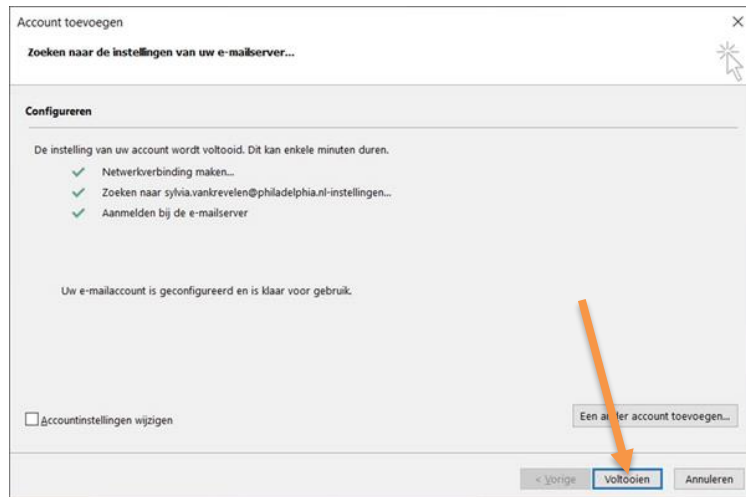 Account toevoegen
Zoeken naar de instellingen van uw e-mailserver...
Configureren
De instelling van uw account wordt voltooid. Dit kan enkele minuten duren.
Netwerkverbinding maken...
Zoeken naar sylvia.vankrevelen@philadelphia.nl-instellingen...
Aanmelden bij de e-mailserver
Uw e-mailaccount is geconfigureerd en is klaar voor gebruik.
Accountinstellingen wijzigen
Een ander account toevoegen...
< Vorige
Voltooien
Annuleren